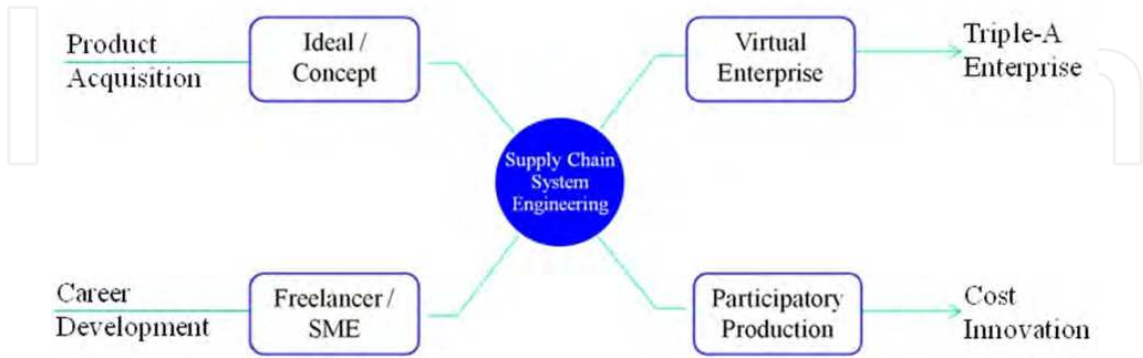 Product
Acquisition
Ideal /
Concept
Virtual
Enterprise
Triple-A
Enterprise
Supply Chain
System
Engineering
Career
Development
Freelancer /
SME
Participatory
Production
Cost
Innovation